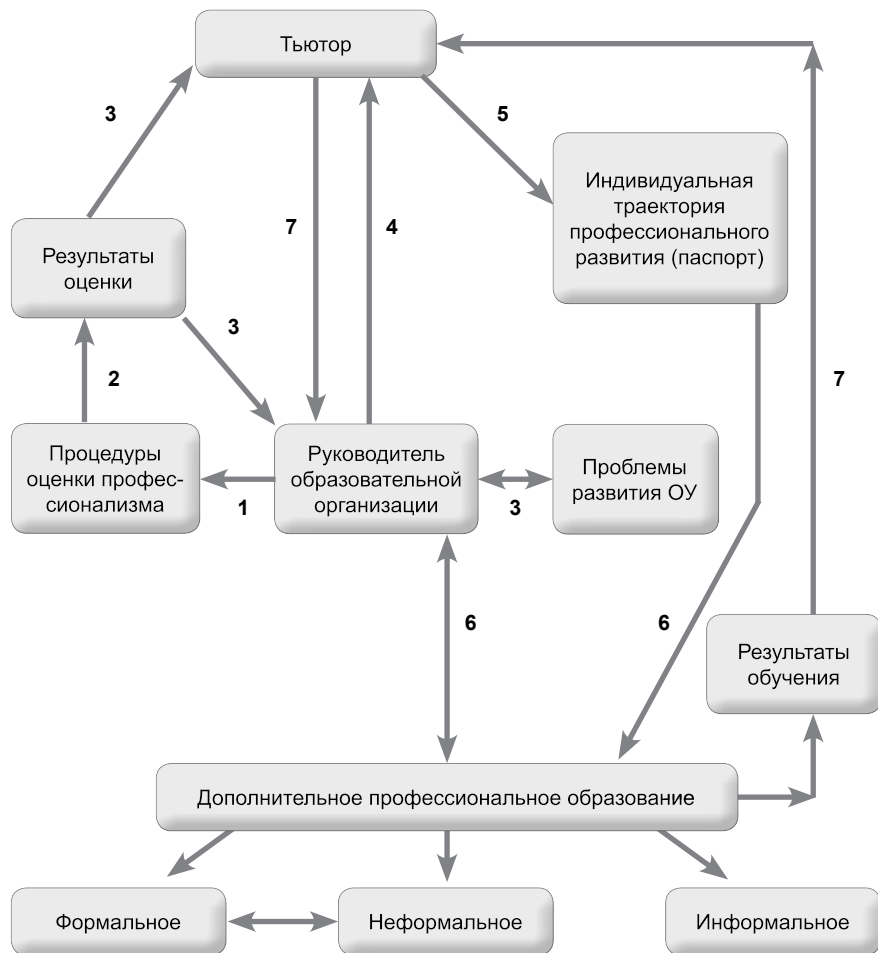 Тьютор
3
5
Индивидуальная
траектория
профессионального
развития (паспорт)
7
4
Результаты
оценки
3
2
7
Процедуры
оценки профес-
сионализма
Руководитель
образовательной
организации
Проблемы
развития ОУ
1
3
6
6
Результаты
обучения
Дополнительное профессиональное образование
Формальное
Неформальное
Информальное